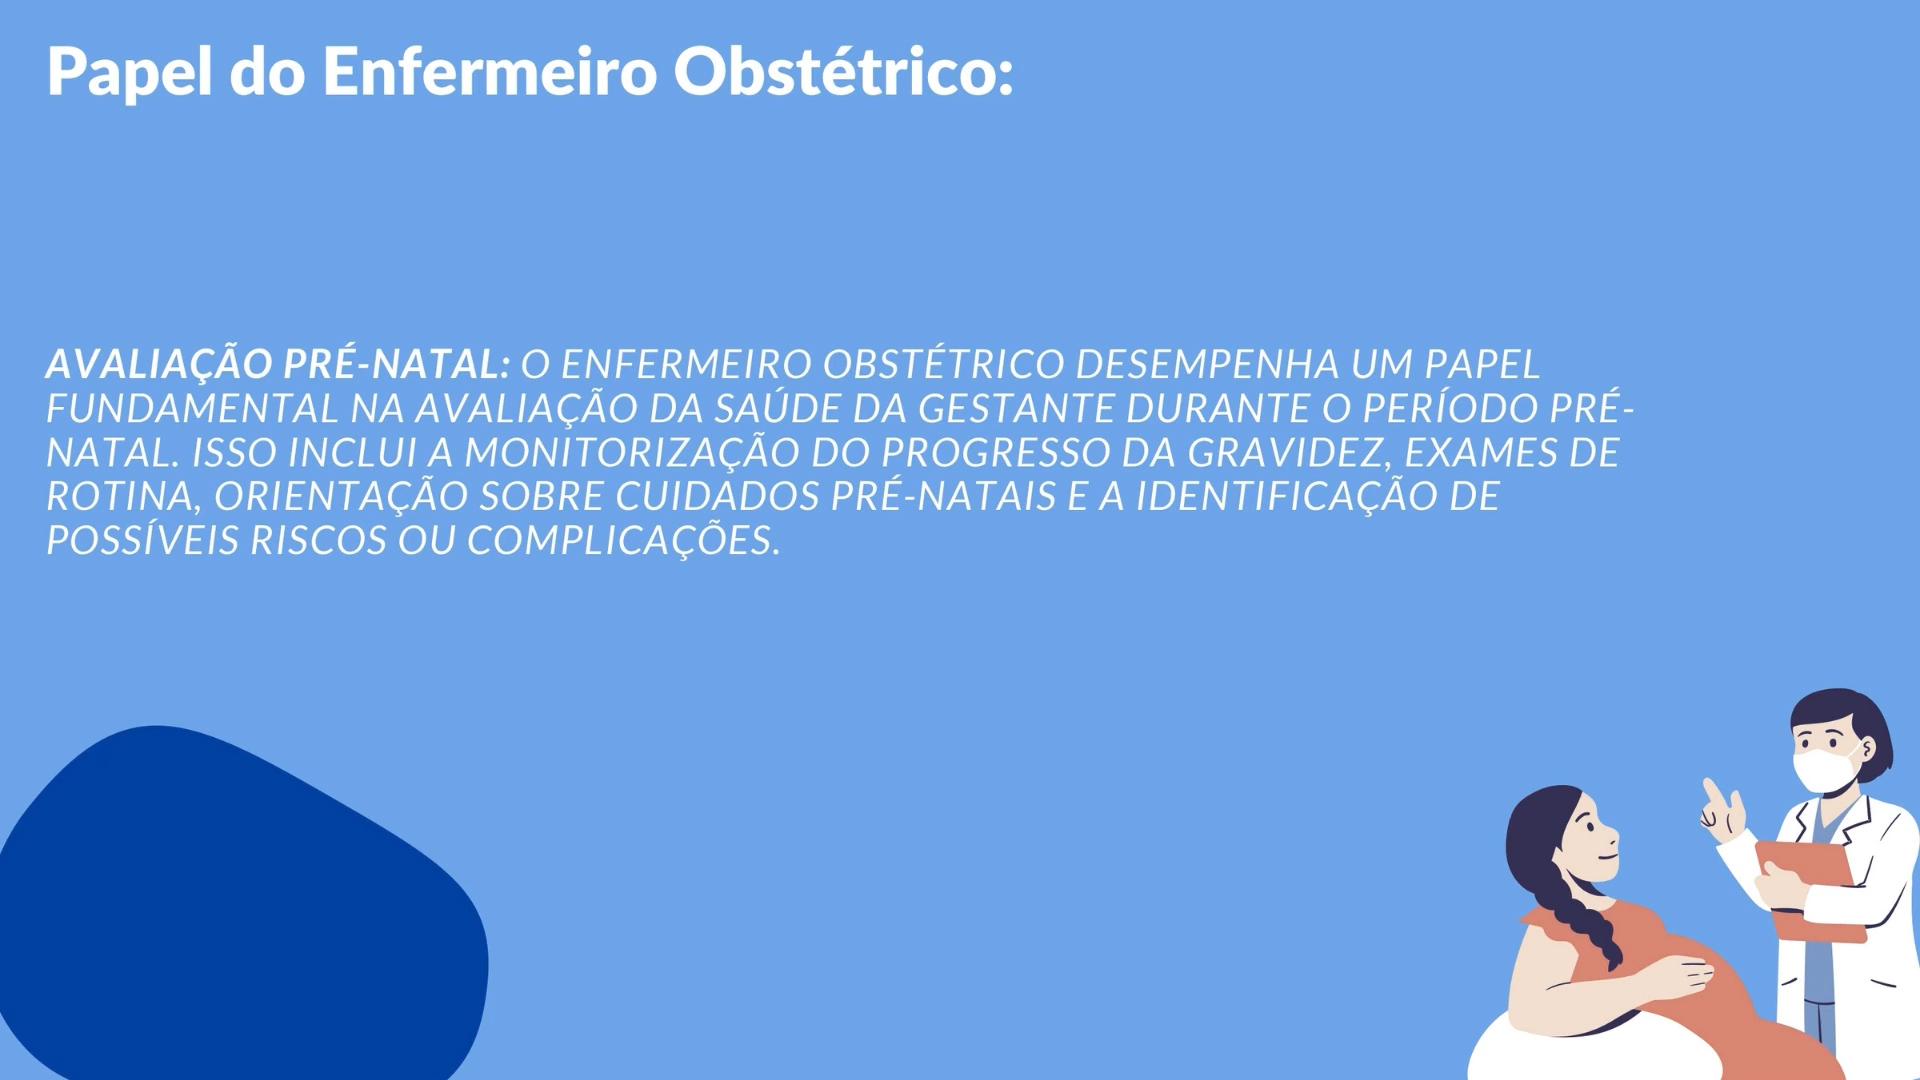 Papel do Enfermeiro Obstétrico:
AVALIAÇÃO PRÉ-NATAL: O ENFERMEIRO OBSTÉTRICO DESEMPENHA UM PAPEL
FUNDAMENTAL NA AVALIAÇÃO DA SAÚDE DA GESTANTE DURANTE O PERÍODO PRÉ-
NATAL. ISSO INCLUI A MONITORIZAÇÃO DO PROGRESSO DA GRAVIDEZ, EXAMES DE
ROTINA, ORIENTAÇÃO SOBRE CUIDADOS PRÉ-NATAIS E A IDENTIFICAÇÃO DE
POSSÍVEIS RISCOS OU COMPLICAÇÕES.